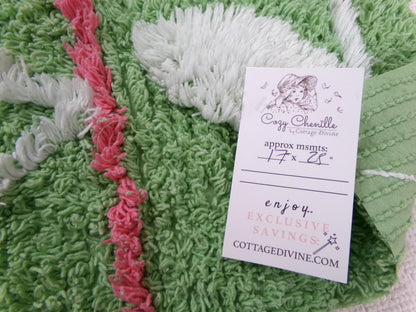 Cozy Chenille
by Cottage Divine
approx msmts:
17 x 28"
enjoy..
EXCLUSIVE
SAVINGS:
COTTAGEDIVINE.COM